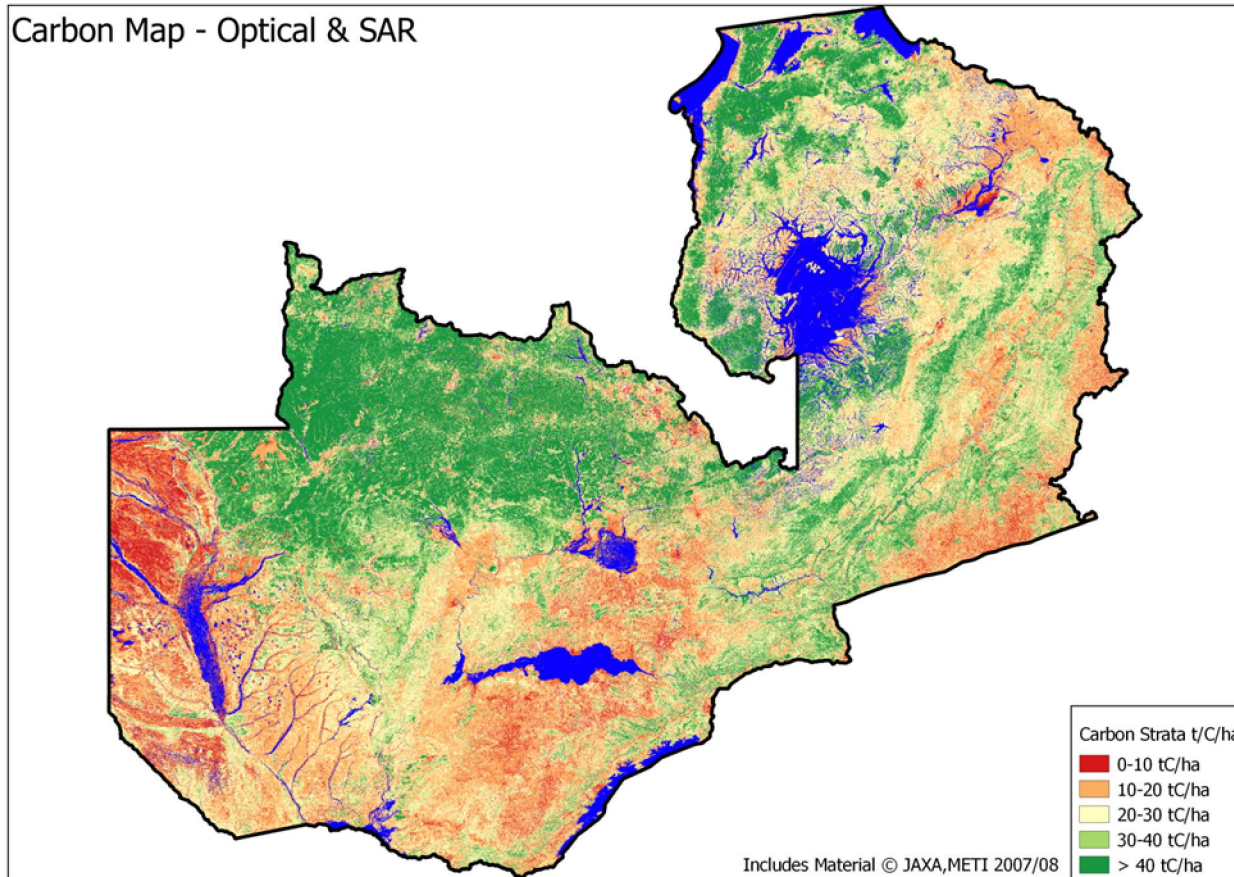 Carbon Map - Optical & SAR
Carbon Strata t/C/ha
0-10 tC/ha
10-20 tC/ha
20-30 tC/ha
30-40 tC/ha
> 40 tC/ha
Includes Material © JAXA,METI 2007/08